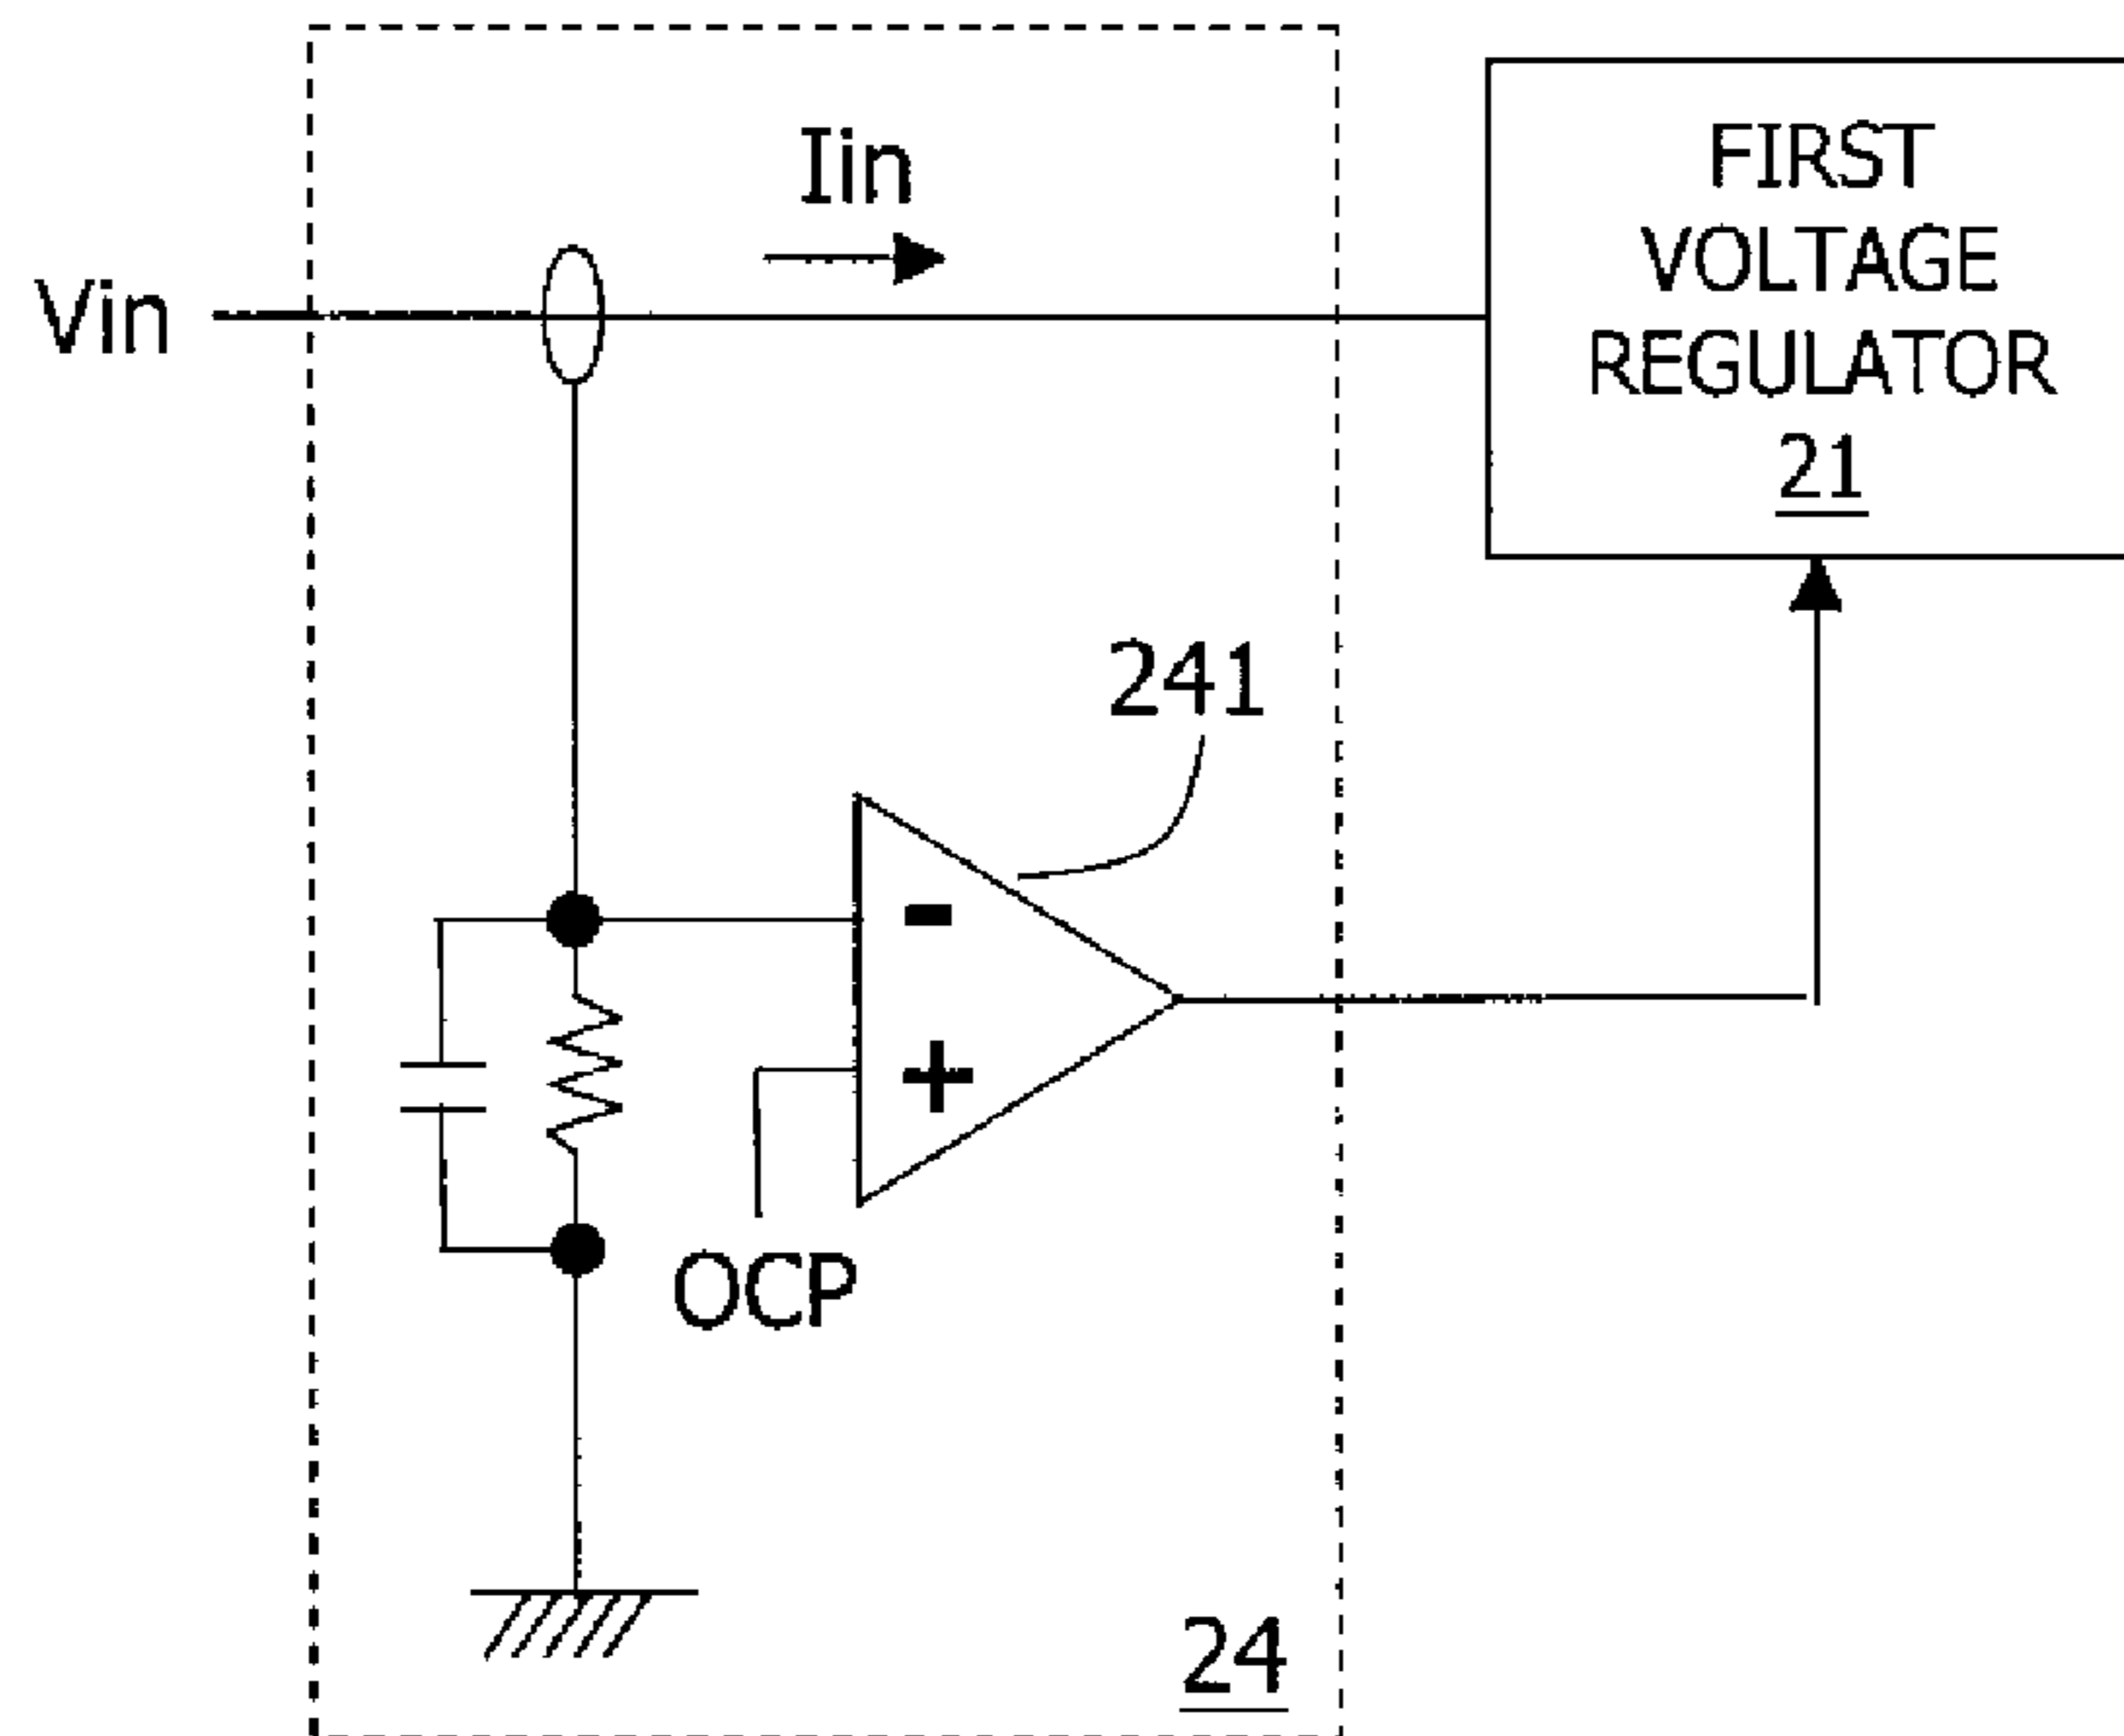 Iin
Vin
FIRST
VOLTAGE
REGULATOR
21
241
-
+
OCP
24